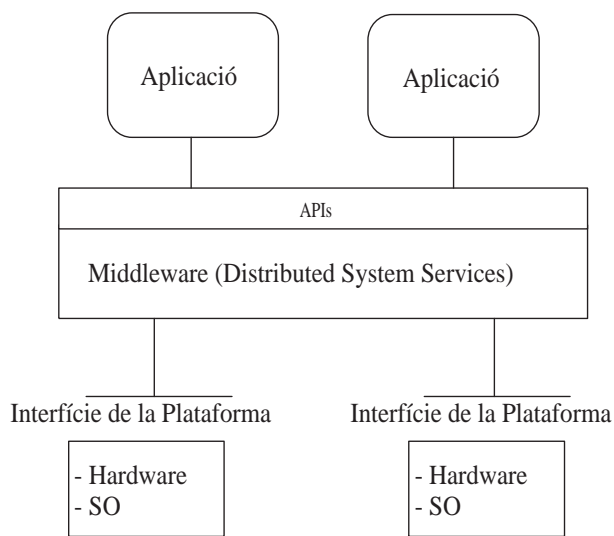 Aplicació
Aplicació
APIs
Middleware (Distributed System Services)
Interfície de la Plataforma
Interfície de la Plataforma
- Hardware
- SO
- Hardware
- SO